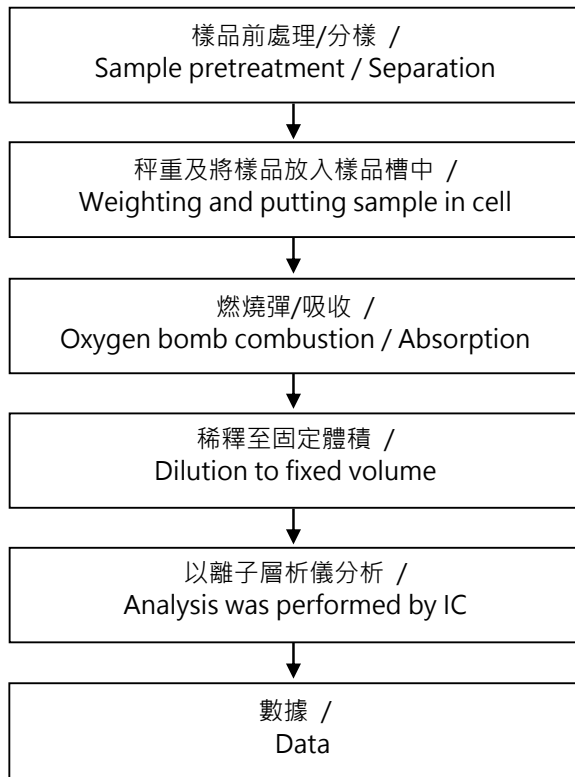 樣品前處理/分樣 /
Sample pretreatment / Separation
秤重及將樣品放入樣品槽中 /
Weighting and putting sample in cell
燃燒彈/吸收 /
Oxygen bomb combustion / Absorption
稀釋至固定體積 /
Dilution to fixed volume
以離子層析儀分析 /
Analysis was performed by IC
數據 /
Data